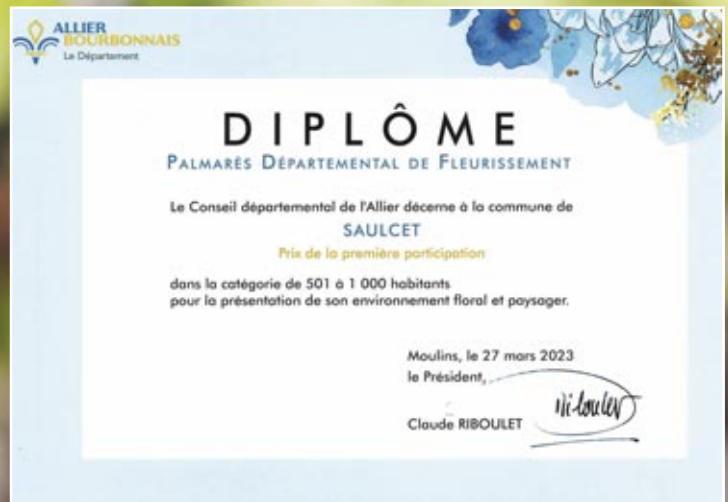 ALLIER
BOURBONNAIS
Le Département
DIPLÔME
PALMARÈS DÉPARTEMENTAL DE FLEURISSEMENT
Le Conseil départemental de l'Allier décerne à la commune de
SAULCET
Prix de la première participation
dans la catégorie de 501 à 1 000 habitants
pour la présentation de son environnement floral et paysager.
Moulins, le 27 mars 2023
le Président,
Riboulet
Claude RIBOULET